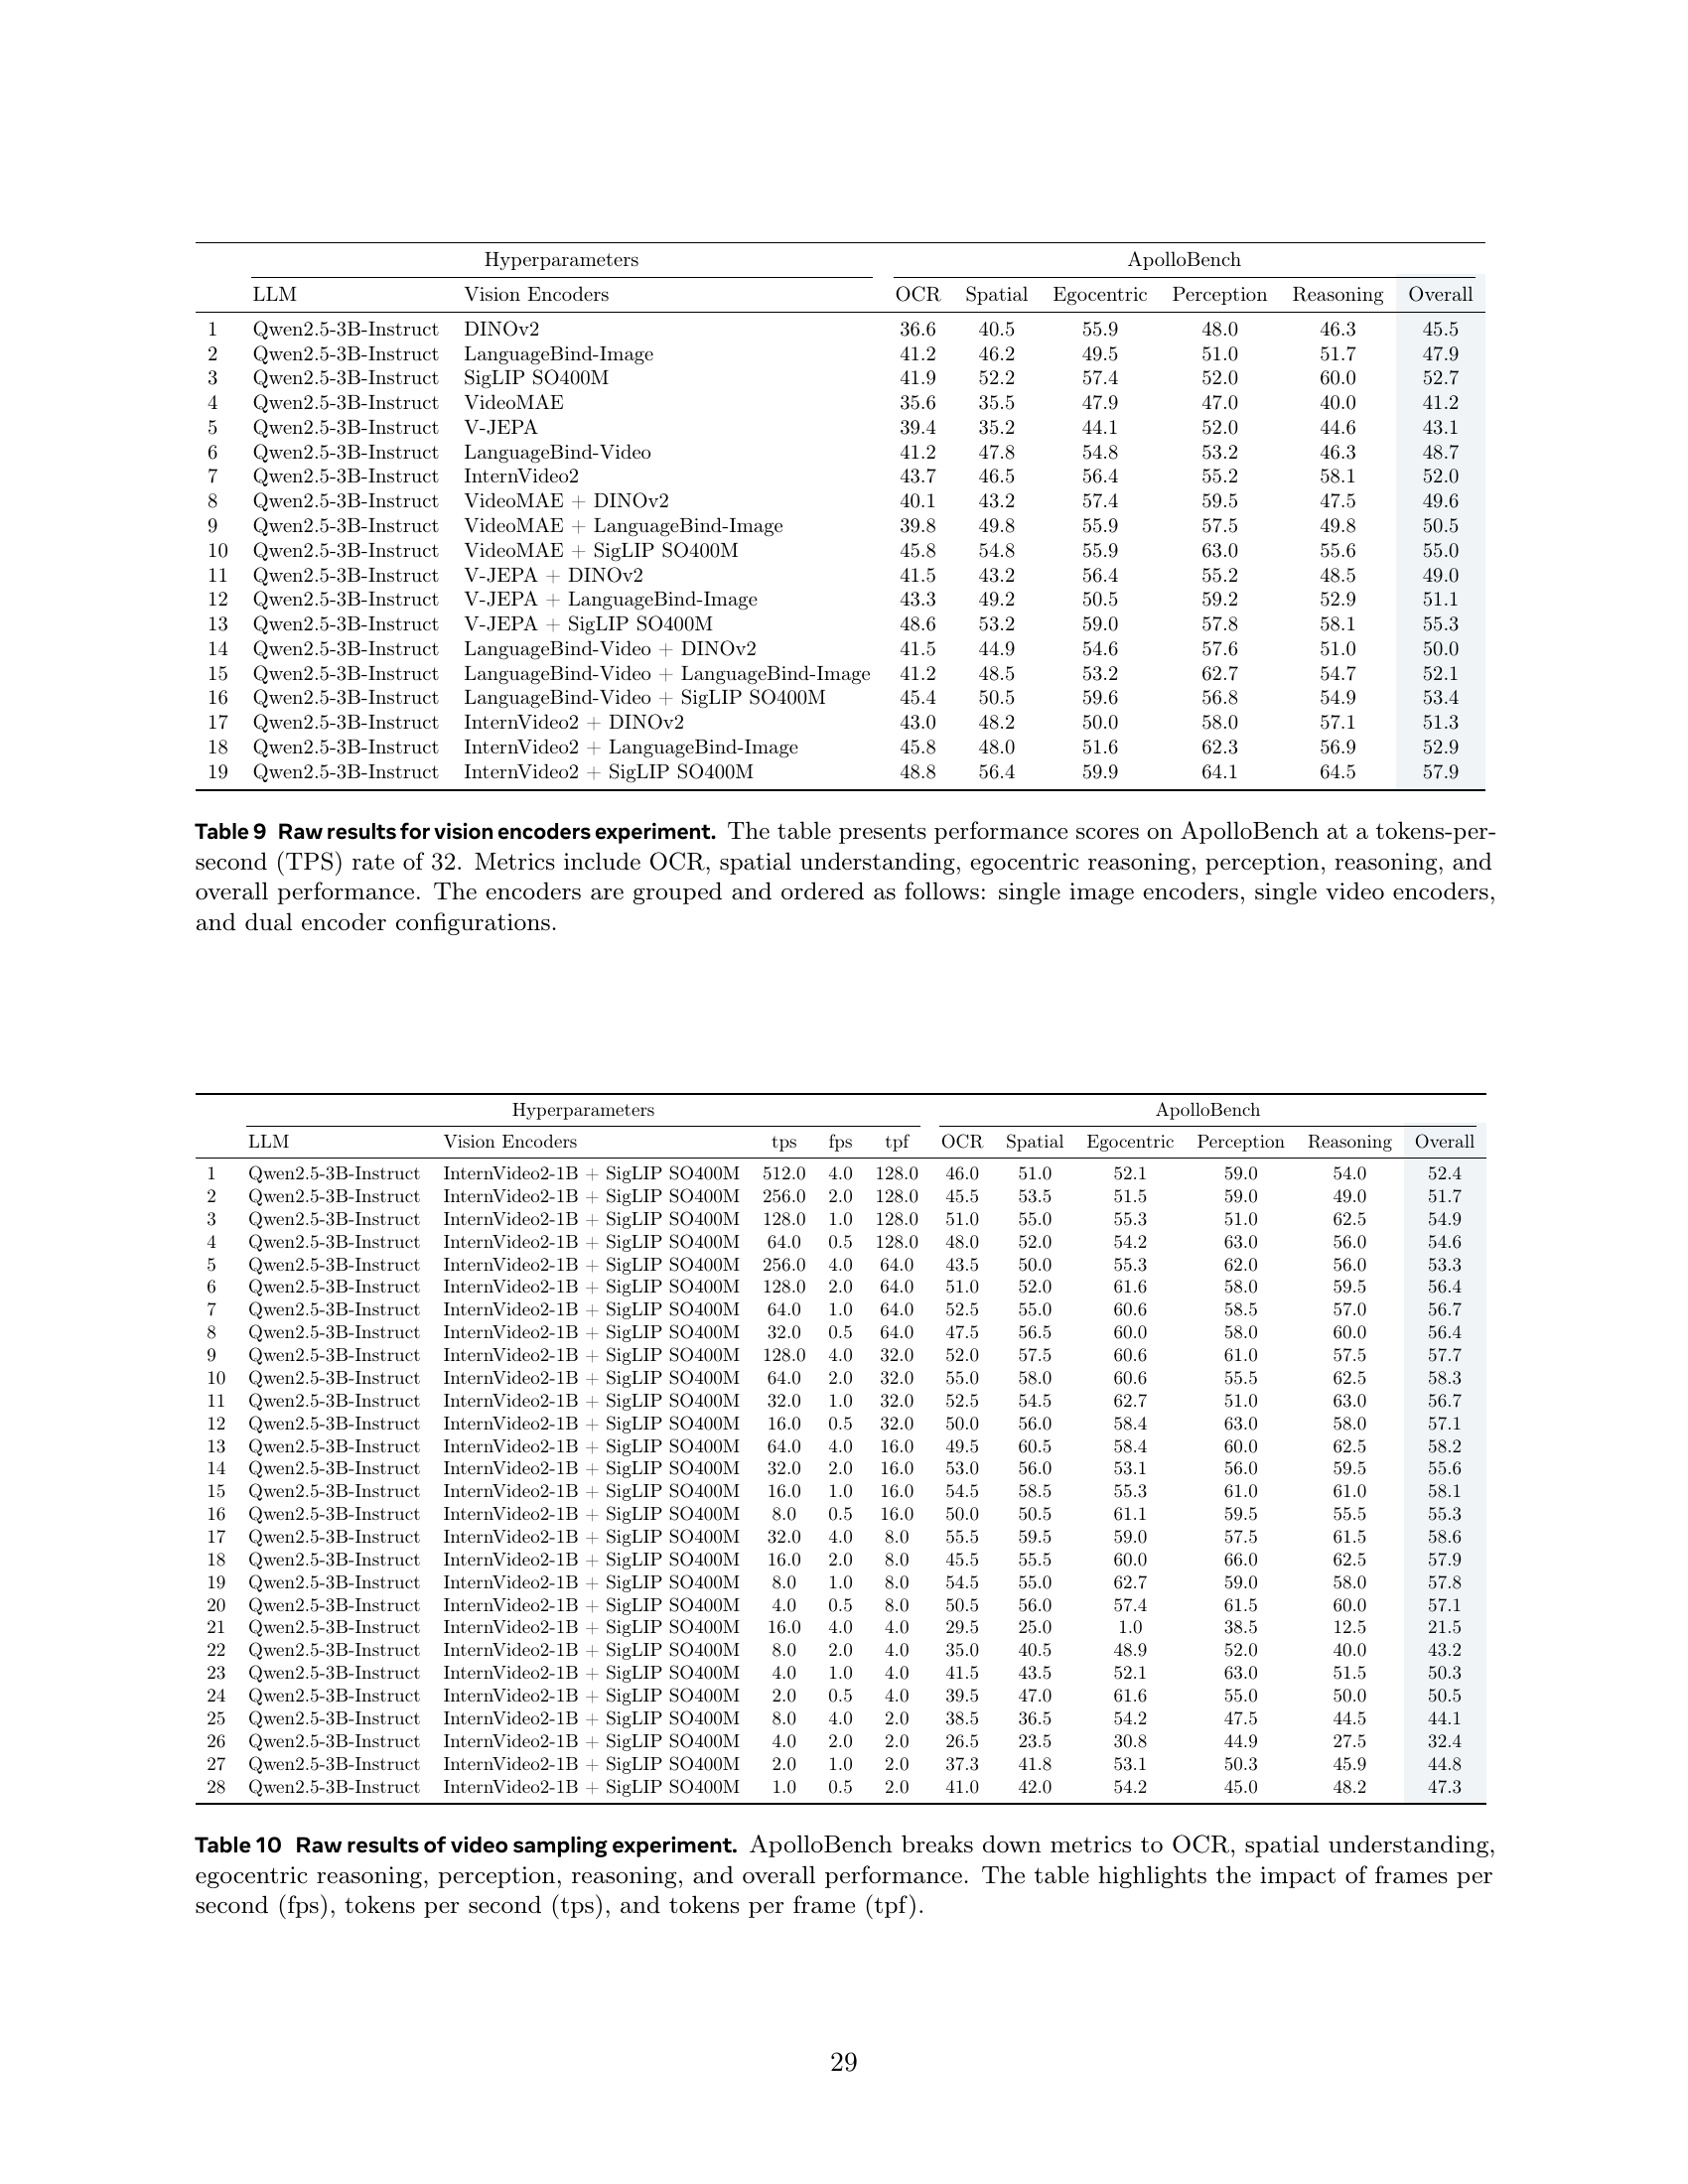 Hyperparameters ApolloBench
LLM Vision Encoders OCR Spatial Egocentric Perception Reasoning Overall
1 Qwen2.5-3B-Instruct DINOv2 36.6 40.5 55.9 48.0 46.3 45.5
2 Qwen2.5-3B-Instruct LanguageBind-Image 41.2 46.2 49.5 51.0 51.7 47.9
3 Qwen2.5-3B-Instruct SigLIP SO400M 41.9 52.2 57.4 52.0 60.0 52.7
4 Qwen2.5-3B-Instruct VideoMAE 35.6 35.5 47.9 47.0 40.0 41.2
5 Qwen2.5-3B-Instruct V-JEPA 39.4 35.2 44.1 52.0 44.6 43.1
6 Qwen2.5-3B-Instruct LanguageBind-Video 41.2 47.8 54.8 53.2 46.3 48.7
7 Qwen2.5-3B-Instruct InternVideo2 43.7 46.5 56.4 55.2 58.1 52.0
8 Qwen2.5-3B-Instruct VideoMAE + DINOv2 40.1 43.2 57.4 59.5 47.5 49.6
9 Qwen2.5-3B-Instruct VideoMAE + LanguageBind-Image 39.8 49.8 55.9 57.5 49.8 50.5
10 Qwen2.5-3B-Instruct VideoMAE + SigLIP SO400M 45.8 54.8 55.9 63.0 55.6 55.0
11 Qwen2.5-3B-Instruct V-JEPA + DINOv2 41.5 43.2 56.4 55.2 48.5 49.0
12 Qwen2.5-3B-Instruct V-JEPA + LanguageBind-Image 43.3 49.2 50.5 59.2 52.9 51.1
13 Qwen2.5-3B-Instruct V-JEPA + SigLIP SO400M 48.6 53.2 59.0 57.8 58.1 55.3
14 Qwen2.5-3B-Instruct LanguageBind-Video + DINOv2 41.5 44.9 54.6 57.6 51.0 50.0
15 Qwen2.5-3B-Instruct LanguageBind-Video + LanguageBind-Image 41.2 48.5 53.2 62.7 54.7 52.1
16 Qwen2.5-3B-Instruct LanguageBind-Video + SigLIP SO400M 45.4 50.5 59.6 56.8 54.9 53.4
17 Qwen2.5-3B-Instruct InternVideo2 + DINOv2 43.0 48.2 50.0 58.0 57.1 51.3
18 Qwen2.5-3B-Instruct InternVideo2 + LanguageBind-Image 45.8 48.0 51.6 62.3 56.9 52.9
19 Qwen2.5-3B-Instruct InternVideo2 + SigLIP SO400M 48.8 56.4 59.9 64.1 64.5 57.9
Table 9 Raw results for vision encoders experiment. The table presents performance scores on ApolloBench at a tokens-per-
second (TPS) rate of 32. Metrics include OCR, spatial understanding, egocentric reasoning, perception, reasoning, and
overall performance. The encoders are grouped and ordered as follows: single image encoders, single video encoders,
and dual encoder configurations.
Hyperparameters ApolloBench
LLM Vision Encoders tps fps tpf OCR Spatial Egocentric Perception Reasoning Overall
1 Qwen2.5-3B-Instruct InternVideo2-1B + SigLIP SO400M 512.0 4.0 128.0 46.0 51.0 52.1 59.0 54.0 52.4
2 Qwen2.5-3B-Instruct InternVideo2-1B + SigLIP SO400M 256.0 2.0 128.0 45.5 53.5 51.5 59.0 49.0 51.7
3 Qwen2.5-3B-Instruct InternVideo2-1B + SigLIP SO400M 128.0 1.0 128.0 51.0 55.0 55.3 51.0 62.5 54.9
4 Qwen2.5-3B-Instruct InternVideo2-1B + SigLIP SO400M 64.0 0.5 128.0 48.0 52.0 54.2 63.0 56.0 54.6
5 Qwen2.5-3B-Instruct InternVideo2-1B + SigLIP SO400M 256.0 4.0 64.0 43.5 50.0 55.3 62.0 56.0 53.3
6 Qwen2.5-3B-Instruct InternVideo2-1B + SigLIP SO400M 128.0 2.0 64.0 51.0 52.0 61.6 58.0 59.5 56.4
7 Qwen2.5-3B-Instruct InternVideo2-1B + SigLIP SO400M 64.0 1.0 64.0 52.5 55.0 60.6 58.5 57.0 56.7
8 Qwen2.5-3B-Instruct InternVideo2-1B + SigLIP SO400M 32.0 0.5 64.0 47.5 56.5 60.0 58.0 60.0 56.4
9 Qwen2.5-3B-Instruct InternVideo2-1B + SigLIP SO400M 128.0 4.0 32.0 52.0 57.5 60.6 61.0 57.5 57.7
10 Qwen2.5-3B-Instruct InternVideo2-1B + SigLIP SO400M 64.0 2.0 32.0 55.0 58.0 60.6 55.5 62.5 58.3
11 Qwen2.5-3B-Instruct InternVideo2-1B + SigLIP SO400M 32.0 1.0 32.0 52.5 54.5 62.7 51.0 63.0 56.7
12 Qwen2.5-3B-Instruct InternVideo2-1B + SigLIP SO400M 16.0 0.5 32.0 50.0 56.0 58.4 63.0 58.0 57.1
13 Qwen2.5-3B-Instruct InternVideo2-1B + SigLIP SO400M 64.0 4.0 16.0 49.5 60.5 58.4 60.0 62.5 58.2
14 Qwen2.5-3B-Instruct InternVideo2-1B + SigLIP SO400M 32.0 2.0 16.0 53.0 56.0 53.1 56.0 59.5 55.6
15 Qwen2.5-3B-Instruct InternVideo2-1B + SigLIP SO400M 16.0 1.0 16.0 54.5 58.5 55.3 61.0 61.0 58.1
16 Qwen2.5-3B-Instruct InternVideo2-1B + SigLIP SO400M 8.0 0.5 16.0 50.0 50.5 61.1 59.5 55.5 55.3
17 Qwen2.5-3B-Instruct InternVideo2-1B + SigLIP SO400M 32.0 4.0 8.0 55.5 59.5 59.0 57.5 61.5 58.6
18 Qwen2.5-3B-Instruct InternVideo2-1B + SigLIP SO400M 16.0 2.0 8.0 45.5 55.5 60.0 66.0 62.5 57.9
19 Qwen2.5-3B-Instruct InternVideo2-1B + SigLIP SO400M 8.0 1.0 8.0 54.5 55.0 62.7 59.0 58.0 57.8
20 Qwen2.5-3B-Instruct InternVideo2-1B + SigLIP SO400M 4.0 0.5 8.0 50.5 56.0 57.4 61.5 60.0 57.1
21 Qwen2.5-3B-Instruct InternVideo2-1B + SigLIP SO400M 16.0 4.0 4.0 29.5 25.0 1.0 38.5 12.5 21.5
22 Qwen2.5-3B-Instruct InternVideo2-1B + SigLIP SO400M 8.0 2.0 4.0 35.0 40.5 48.9 52.0 40.0 43.2
23 Qwen2.5-3B-Instruct InternVideo2-1B + SigLIP SO400M 4.0 1.0 4.0 41.5 43.5 52.1 63.0 51.5 50.3
24 Qwen2.5-3B-Instruct InternVideo2-1B + SigLIP SO400M 2.0 0.5 4.0 39.5 47.0 61.6 55.0 50.0 50.5
25 Qwen2.5-3B-Instruct InternVideo2-1B + SigLIP SO400M 8.0 4.0 2.0 38.5 36.5 54.2 47.5 44.5 44.1
26 Qwen2.5-3B-Instruct InternVideo2-1B + SigLIP SO400M 4.0 2.0 2.0 26.5 23.5 30.8 44.9 27.5 32.4
27 Qwen2.5-3B-Instruct InternVideo2-1B + SigLIP SO400M 2.0 1.0 2.0 37.3 41.8 53.1 50.3 45.9 44.8
28 Qwen2.5-3B-Instruct InternVideo2-1B + SigLIP SO400M 1.0 0.5 2.0 41.0 42.0 54.2 45.0 48.2 47.3
Table 10 Raw results of video sampling experiment. ApolloBench breaks down metrics to OCR, spatial understanding,
egocentric reasoning, perception, reasoning, and overall performance. The table highlights the impact of frames per
second (fps), tokens per second (tps), and tokens per frame (tpf).
29